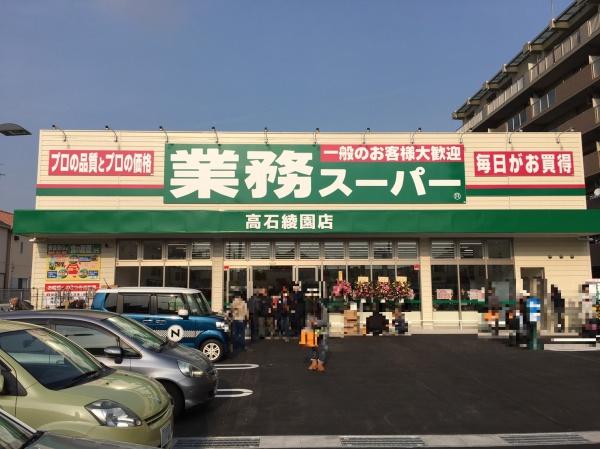 プロの品質とプロの価格
業務スーパー®
一般のお客様大歓迎
毎日がお買得
高石綾園店
N